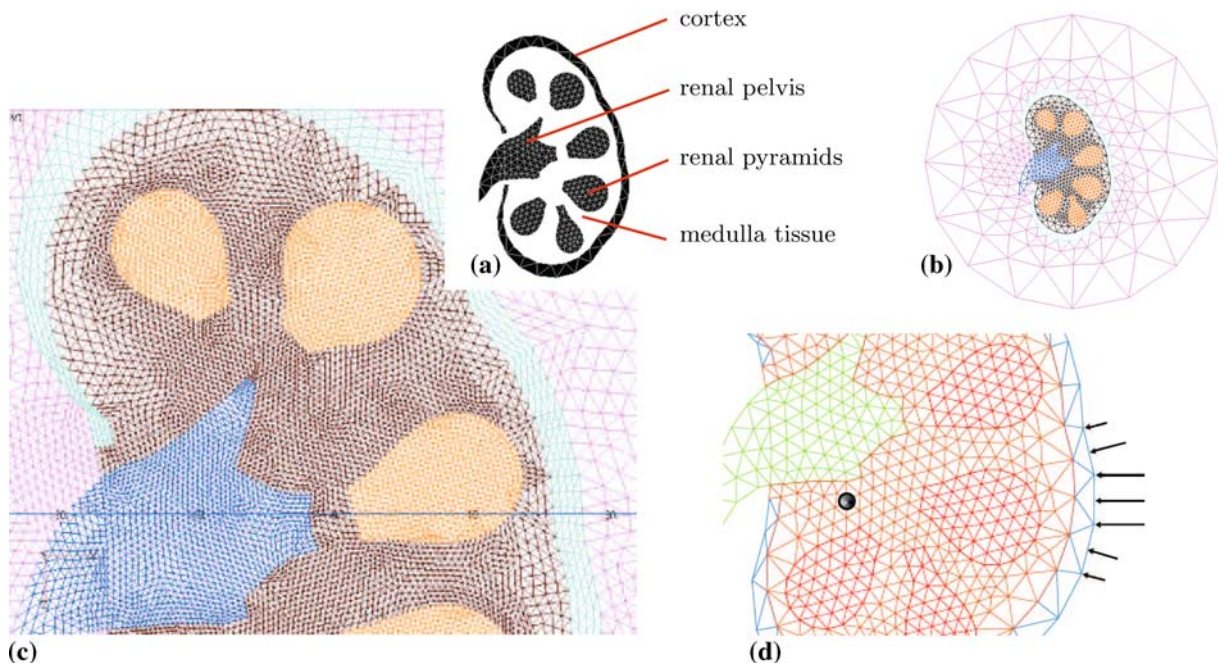 cortex
renal pelvis
renal pyramids
medulla tissue
(a)
(b)
(c)
(d)